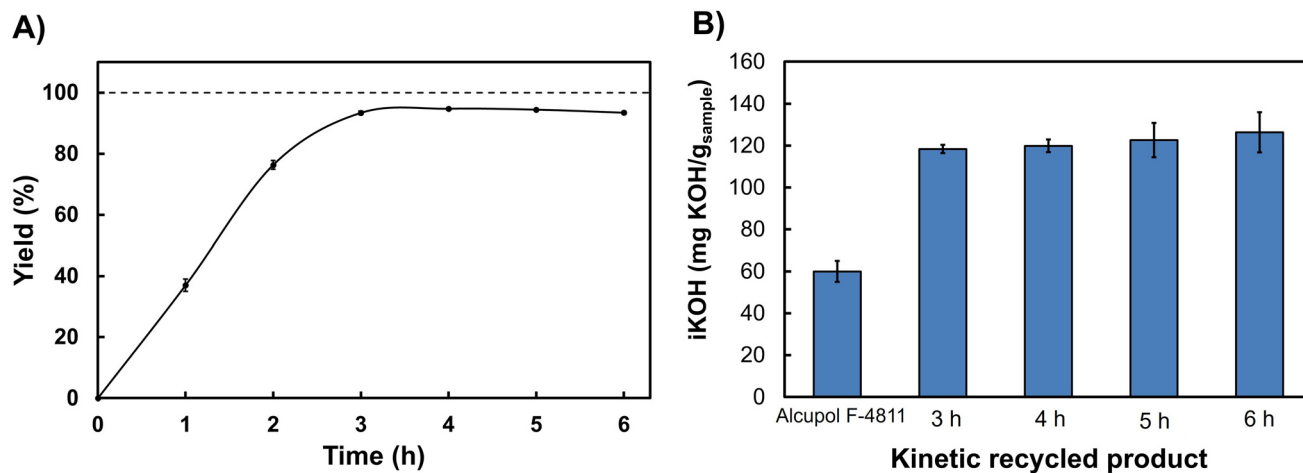 A)
Yield (%)
100
80
60
40
20
0
0 1 2 3 4 5 6
Time (h)
B)
iKOH (mg KOH/gsample)
160
140
120
100
80
60
40
20
0
Alcupol F-4811 3 h 4 h 5 h 6 h
Kinetic recycled product